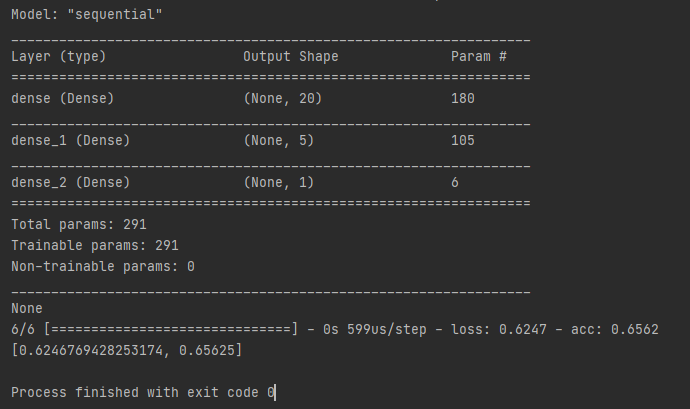 Model: "sequential"
_________________________________________________________________
Layer (type)                 Output Shape              Param #
=================================================================
dense (Dense)                (None, 20)                180
_________________________________________________________________
dense_1 (Dense)              (None, 5)                 105
_________________________________________________________________
dense_2 (Dense)              (None, 1)                 6
=================================================================
Total params: 291
Trainable params: 291
Non-trainable params: 0
_________________________________________________________________
None
6/6 [==============================] - 0s 599us/step - loss: 0.6247 - acc: 0.6562
[0.6246769428253174, 0.65625]
Process finished with exit code 0